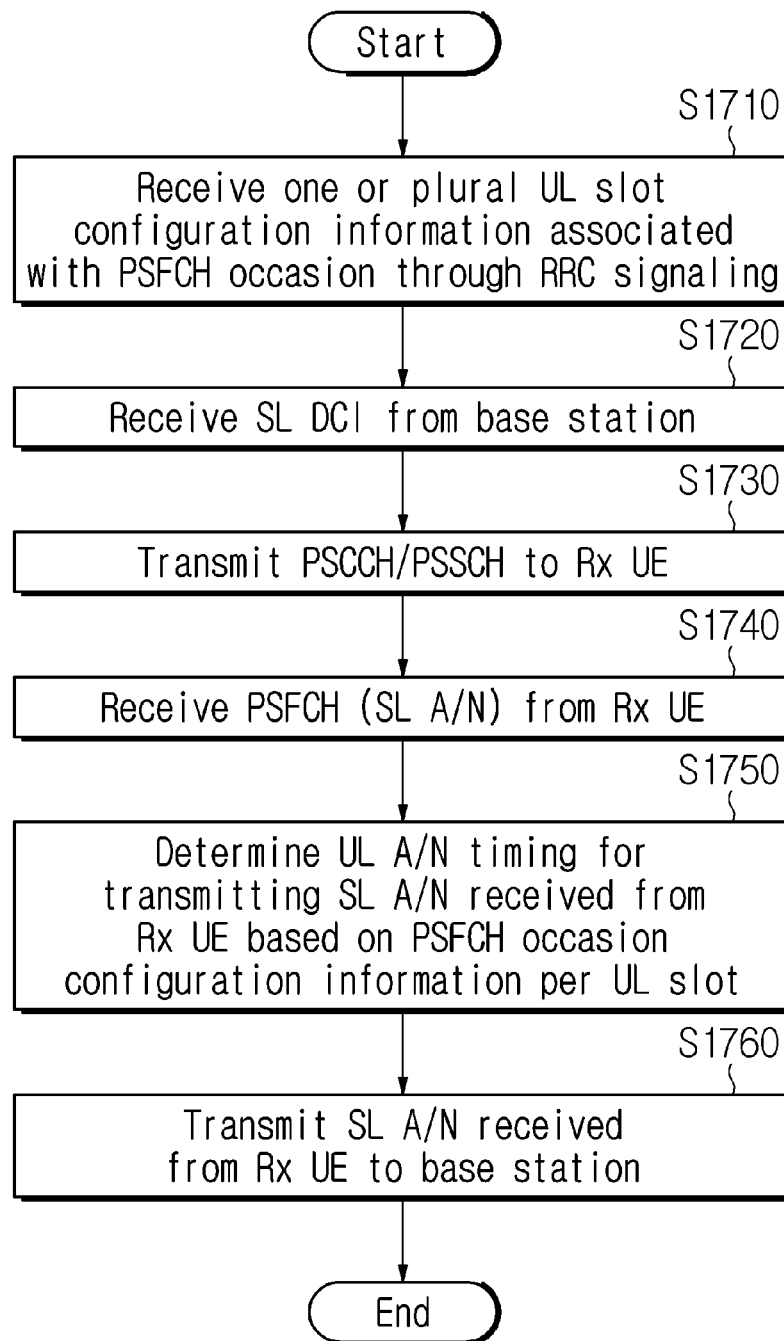 Start
S1710
Receive one or plural UL slot
configuration information associated
with PSFCH occasion through RRC signaling
S1720
Receive SL DCI from base station
S1730
Transmit PSCCH/PSSCH to Rx UE
S1740
Receive PSFCH (SL A/N) from Rx UE
S1750
Determine UL A/N timing for
transmitting SL A/N received from
Rx UE based on PSFCH occasion
configuration information per UL slot
S1760
Transmit SL A/N received
from Rx UE to base station
End